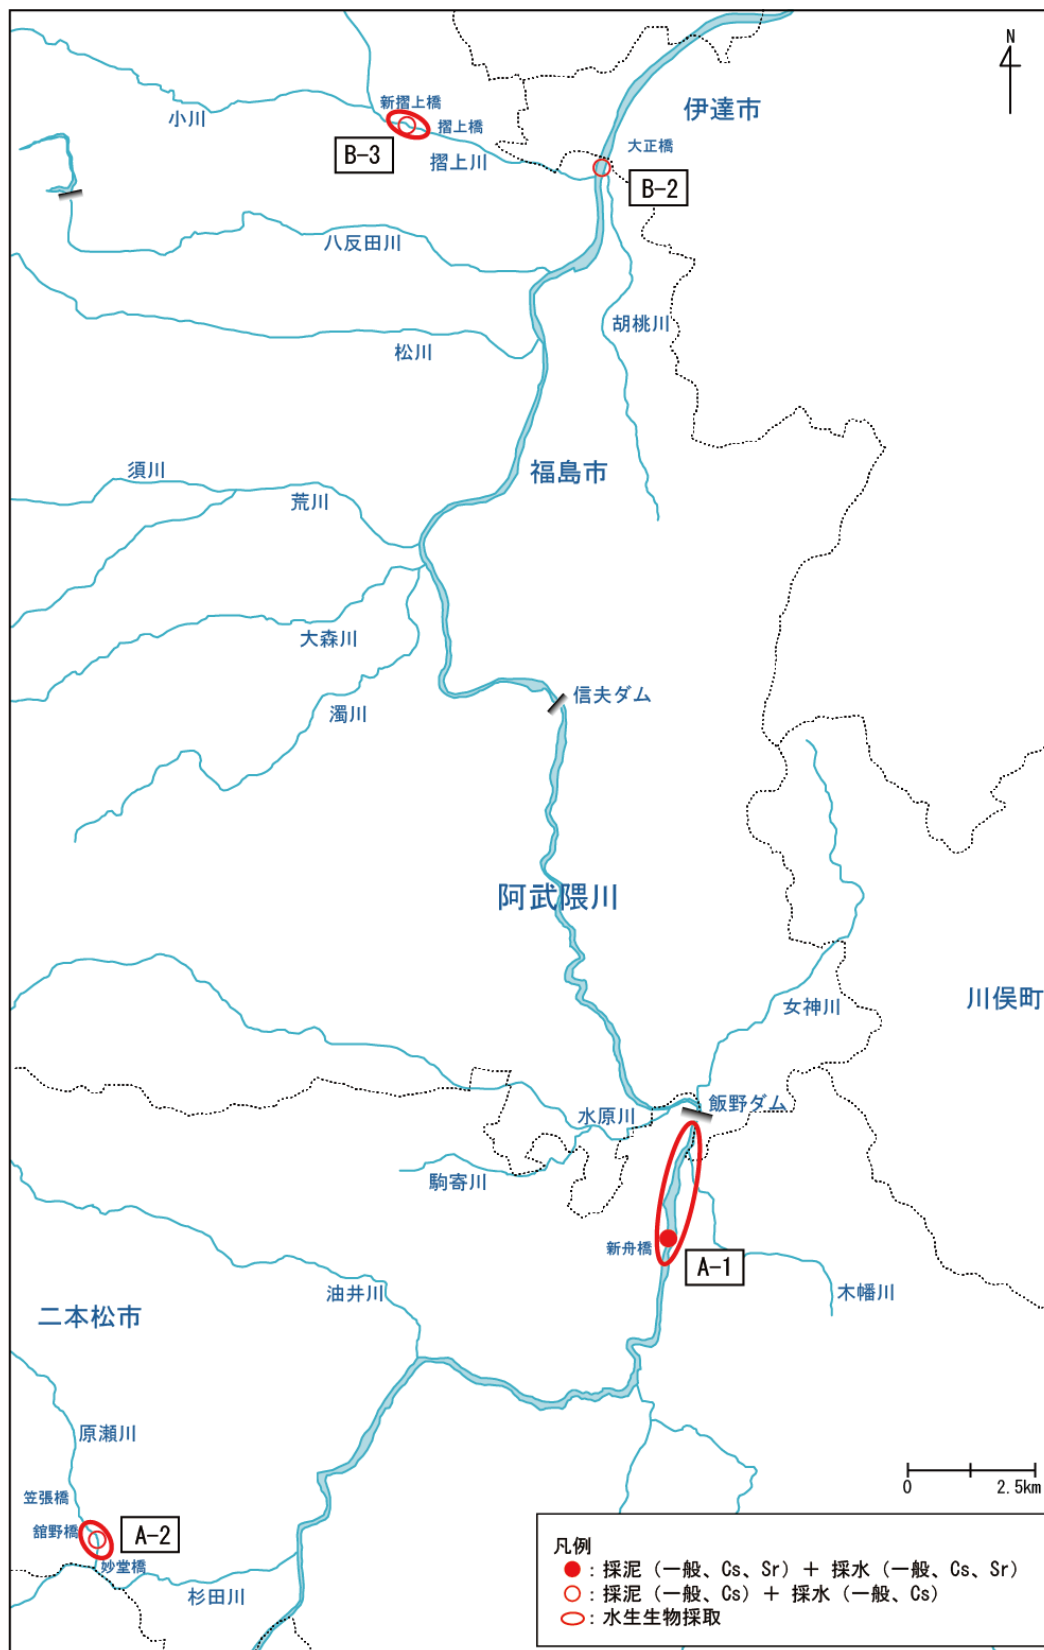 N
伊達市
新摺上橋
小川
摺上橋
大正橋
B-3
摺上川
B-2
八反田川
胡桃川
松川
福島市
須川
荒川
大森川
信夫ダム
濁川
阿武隈川
川俣町
女神川
飯野ダム
水原川
駒寄川
新舟橋
A-1
油井川
木幡川
二本松市
原瀬川
笠張橋
舘野橋
A-2
妙堂橋
杉田川
0 2.5km
凡例
：採泥（一般、Cs、Sr）＋ 採水（一般、Cs、Sr）
：採泥（一般、Cs）＋ 採水（一般、Cs）
：水生生物採取